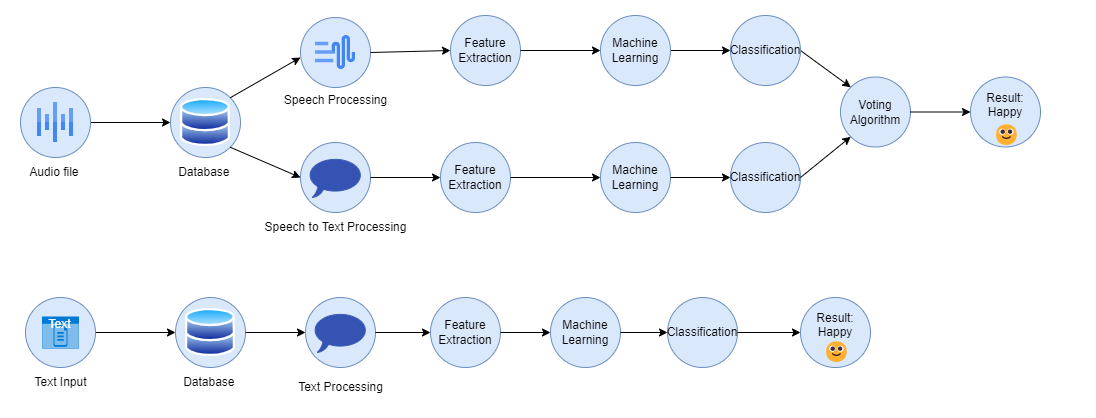 Feature
Extraction
Machine
Learning
Classification
Speech Processing
Voting
Algorithm
Result:
Happy
Audio file
Database
Feature
Extraction
Machine
Learning
Classification
Speech to Text Processing
Text
Feature
Extraction
Machine
Learning
Classification
Result:
Happy
Text Input
Database
Text Processing